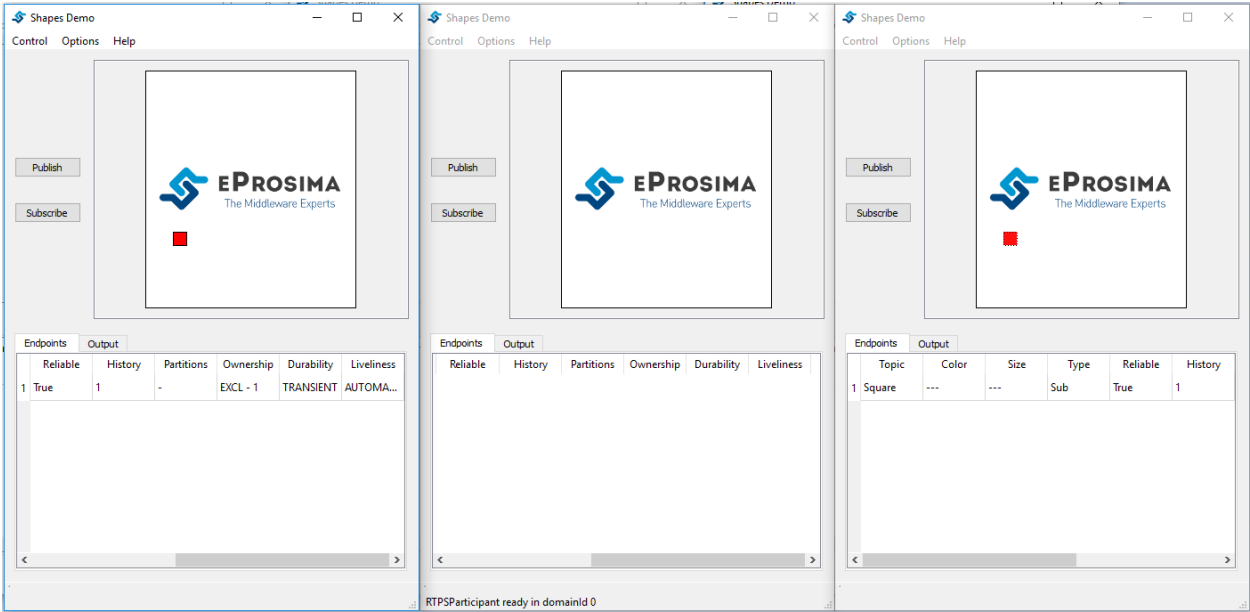 Shapes Demo
Control Options Help
Publish
Subscribe
EPROSIMA
The Middleware Experts
Endpoints Output
Reliable History Partitions Ownership Durability Liveliness
1 True 1 - EXCL - 1 TRANSIENT AUTOMA...
Shapes Demo
Control Options Help
Publish
Subscribe
EPROSIMA
The Middleware Experts
Endpoints Output
Reliable History Partitions Ownership Durability Liveliness
RTPSParticipant ready in domainId 0
Shapes Demo
Control Options Help
Publish
Subscribe
EPROSIMA
The Middleware Experts
Endpoints Output
Topic Color Size Type Reliable History
1 Square --- --- Sub True 1